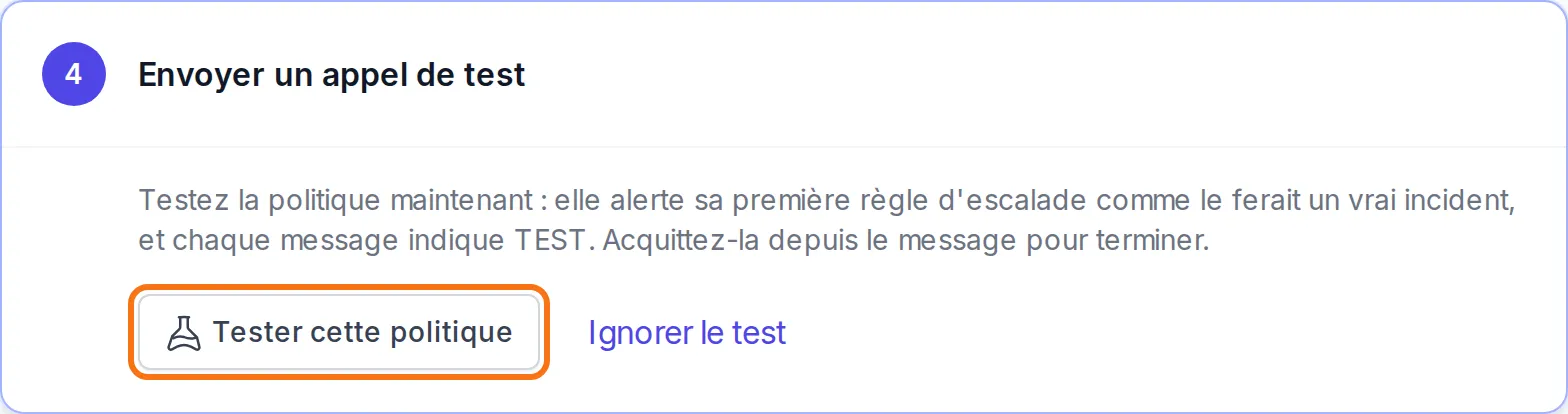 4
Envoyer un appel de test
Testez la politique maintenant : elle alerte sa première règle d'escalade comme le ferait un vrai incident,
et chaque message indique TEST. Acquittez-la depuis le message pour terminer.
Tester cette politique
Ignorer le test